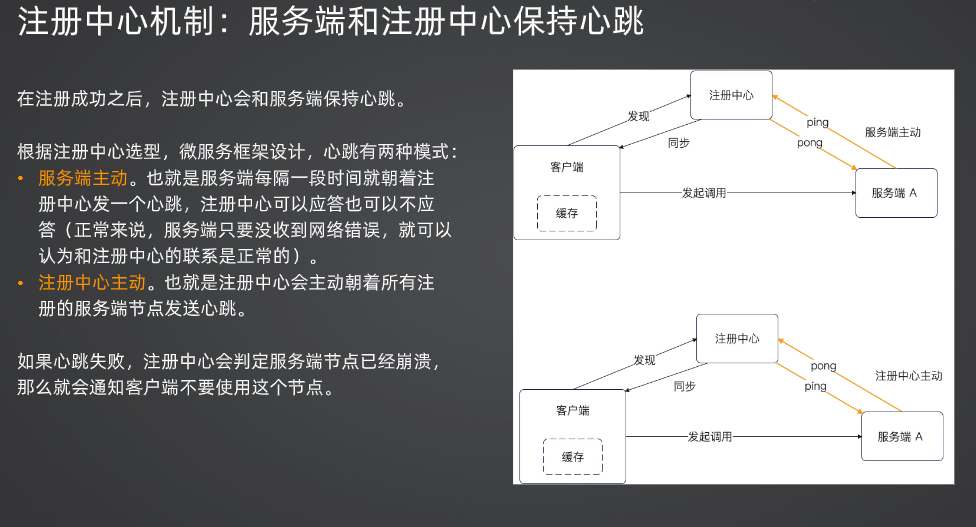 注册中心机制：服务端和注册中心保持心跳
在注册成功之后，注册中心会和服务端保持心跳。
根据注册中心选型，微服务框架设计，心跳有两种模式：
• 服务端主动。也就是服务端每隔一段时间就朝着注
册中心发一个心跳，注册中心可以应答也可以不应
答（正常来说，服务端只要没收到网络错误，就可以
认为和注册中心的联系是正常的）。
• 注册中心主动。也就是注册中心会主动朝着所有注
册的服务端节点发送心跳。
如果心跳失败，注册中心会判定服务端节点已经崩溃，
那么就会通知客户端不要使用这个节点。
注册中心
发现
ping
服务端主动
同步
pong
客户端
发起调用
服务端 A
缓存
注册中心
发现
pong
注册中心主动
同步
ping
客户端
发起调用
服务端 A
缓存